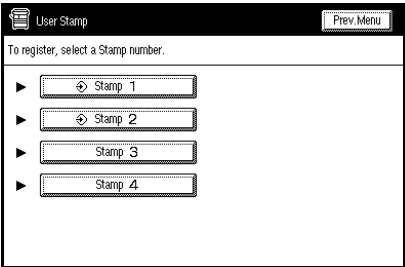 User Stamp
Prev.Menu
To register, select a Stamp number.
Stamp 1
Stamp 2
Stamp 3
Stamp 4